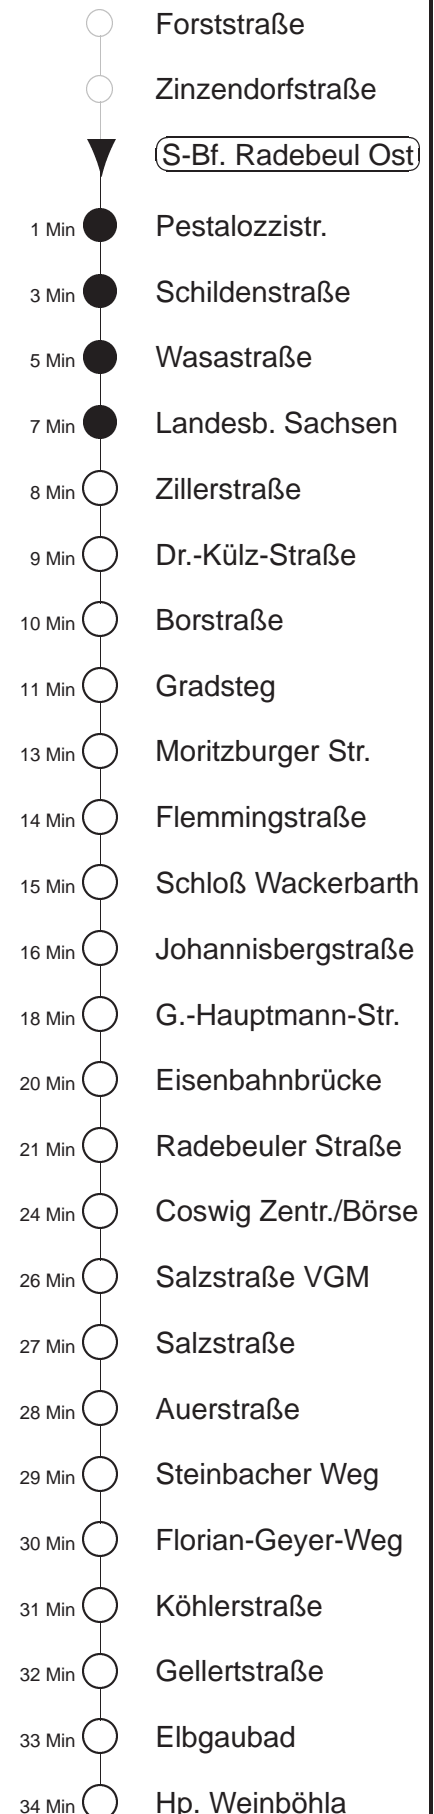 Forststraße
Zinzendorfstraße
S-Bf. Radebeul Ost
1 Min Pestalozzistr.
3 Min Schildenstraße
5 Min Wasastraße
7 Min Landesb. Sachsen
8 Min Zillerstraße
9 Min Dr.-Külz-Straße
10 Min Borstraße
11 Min Gradsteg
13 Min Moritzburger Str.
14 Min Flemmingstraße
15 Min Schloß Wackerbarth
16 Min Johannisbergstraße
18 Min G.-Hauptmann-Str.
20 Min Eisenbahnbrücke
21 Min Radebeuler Straße
24 Min Coswig Zentr./Börse
26 Min Salzstraße VGM
27 Min Salzstraße
28 Min Auerstraße
29 Min Steinbacher Weg
30 Min Florian-Geyer-Weg
31 Min Köhlerstraße
32 Min Gellertstraße
33 Min Elbgaubad
34 Min Hp. Weinböhla